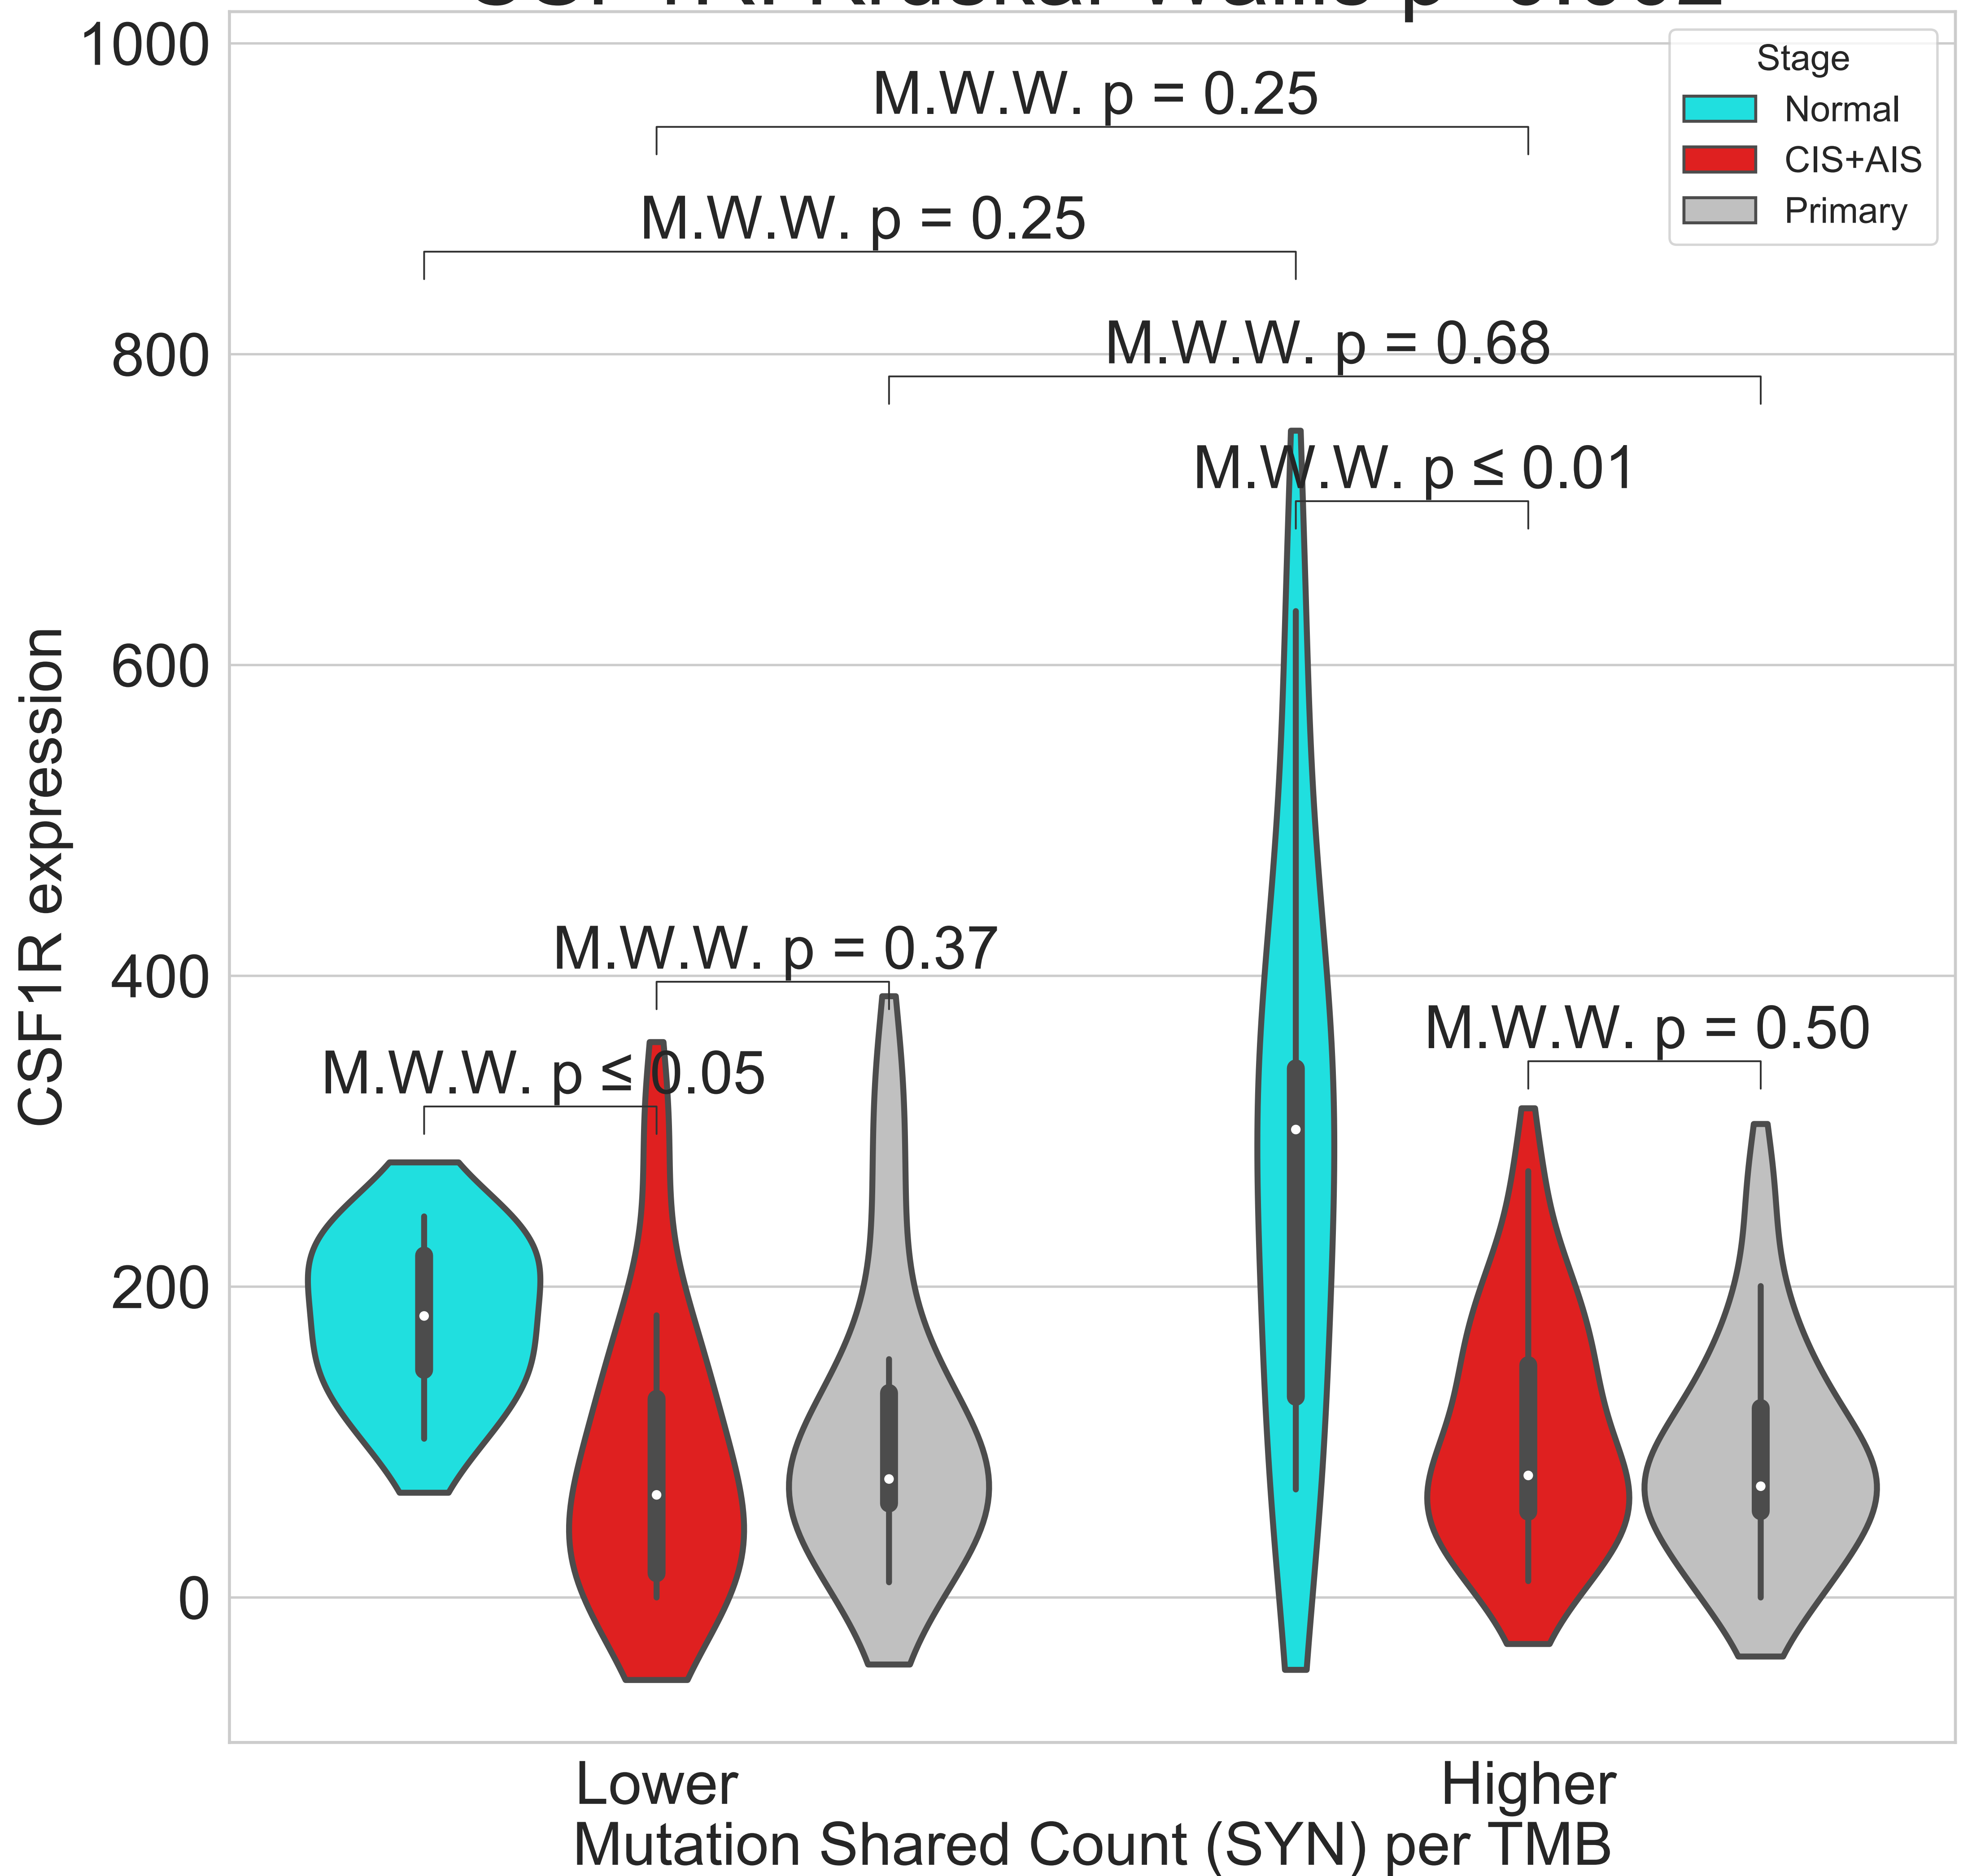 1000
Stage
Normal
CIS+AIS
Primary
M.W.W. p = 0.25
M.W.W. p = 0.25
800
M.W.W. p = 0.68
M.W.W. p ≤ 0.01
600
CSF1R expression
M.W.W. p = 0.37
400
M.W.W. p = 0.50
M.W.W. p ≤ 0.05
200
0
Lower
Higher
Mutation Shared Count (SYN) per TMB